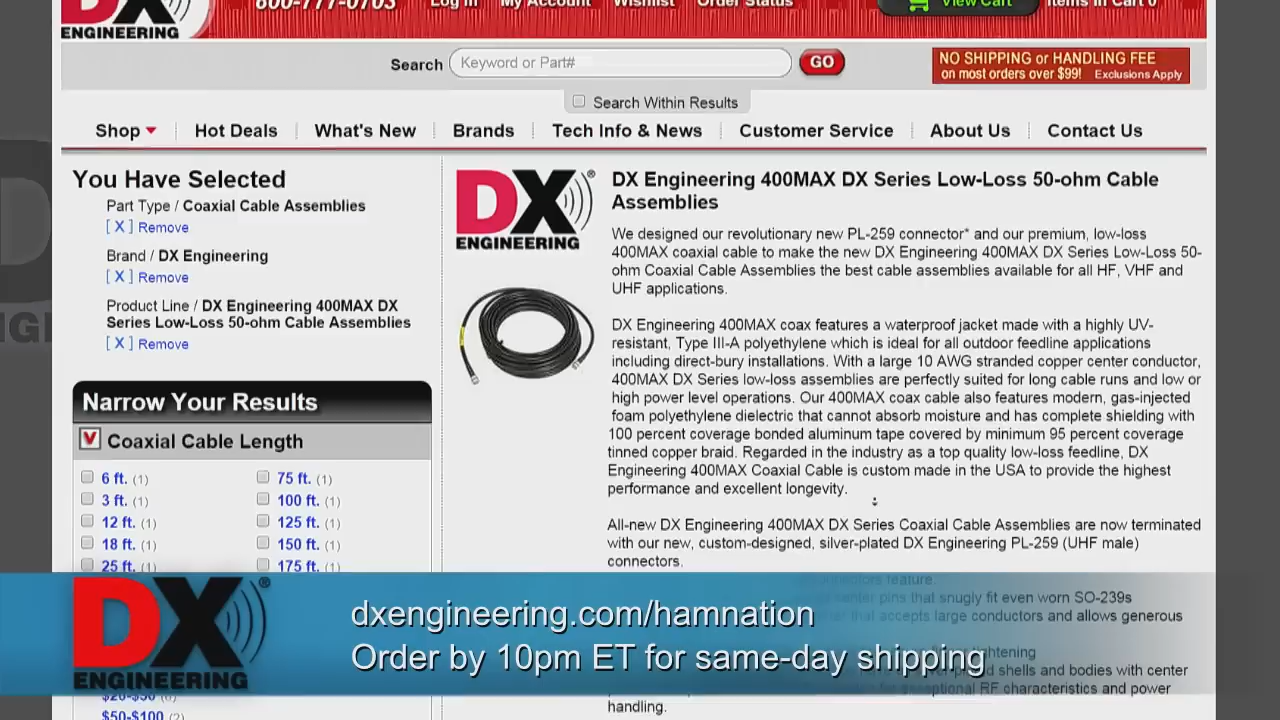 DX
ENGINEERING
800-777-0703
Log In
My Account
Wishlist
Order Status
View Cart
Items in Cart 0
Search
Keyword or Part#
GO
NO SHIPPING or HANDLING FEE
on most orders over $99! Exclusions Apply
Search Within Results
Shop
Hot Deals
What's New
Brands
Tech Info & News
Customer Service
About Us
Contact Us
You Have Selected
Part Type / Coaxial Cable Assemblies
[ X ] Remove
Brand / DX Engineering
[ X ] Remove
Product Line / DX Engineering 400MAX DX
Series Low-Loss 50-ohm Cable Assemblies
[ X ] Remove
Narrow Your Results
Coaxial Cable Length
6 ft. (1)
75 ft. (1)
3 ft. (1)
100 ft. (1)
12 ft. (1)
125 ft. (1)
18 ft. (1)
150 ft. (1)
25 ft. (1)
175 ft. (1)
$20-$50 (6)
$50-$100 (2)
DX®
ENGINEERING
DX Engineering 400MAX DX Series Low-Loss 50-ohm Cable
Assemblies
We designed our revolutionary new PL-259 connector* and our premium, low-loss
400MAX coaxial cable to make the new DX Engineering 400MAX DX Series Low-Loss 50-
ohm Coaxial Cable Assemblies the best cable assemblies available for all HF, VHF and
UHF applications.
DX Engineering 400MAX coax features a waterproof jacket made with a highly UV-
resistant, Type III-A polyethylene which is ideal for all outdoor feedline applications
including direct-bury installations. With a large 10 AWG stranded copper center conductor,
400MAX DX Series low-loss assemblies are perfectly suited for long cable runs and low or
high power level operations. Our 400MAX coax cable also features modern, gas-injected
foam polyethylene dielectric that cannot absorb moisture and has complete shielding with
100 percent coverage bonded aluminum tape covered by minimum 95 percent coverage
tinned copper braid. Regarded in the industry as a top quality low-loss feedline, DX
Engineering 400MAX Coaxial Cable is custom made in the USA to provide the highest
performance and excellent longevity.
All-new DX Engineering 400MAX DX Series Coaxial Cable Assemblies are now terminated
with our new, custom-designed, silver-plated DX Engineering PL-259 (UHF male)
connectors.
connectors feature.
center pins that snugly fit even worn SO-239s
that accepts large conductors and allows generous
tightening
shells and bodies with center
exceptional RF characteristics and power
handling.
DX®
ENGINEERING
dxengineering.com/hamnation
Order by 10pm ET for same-day shipping